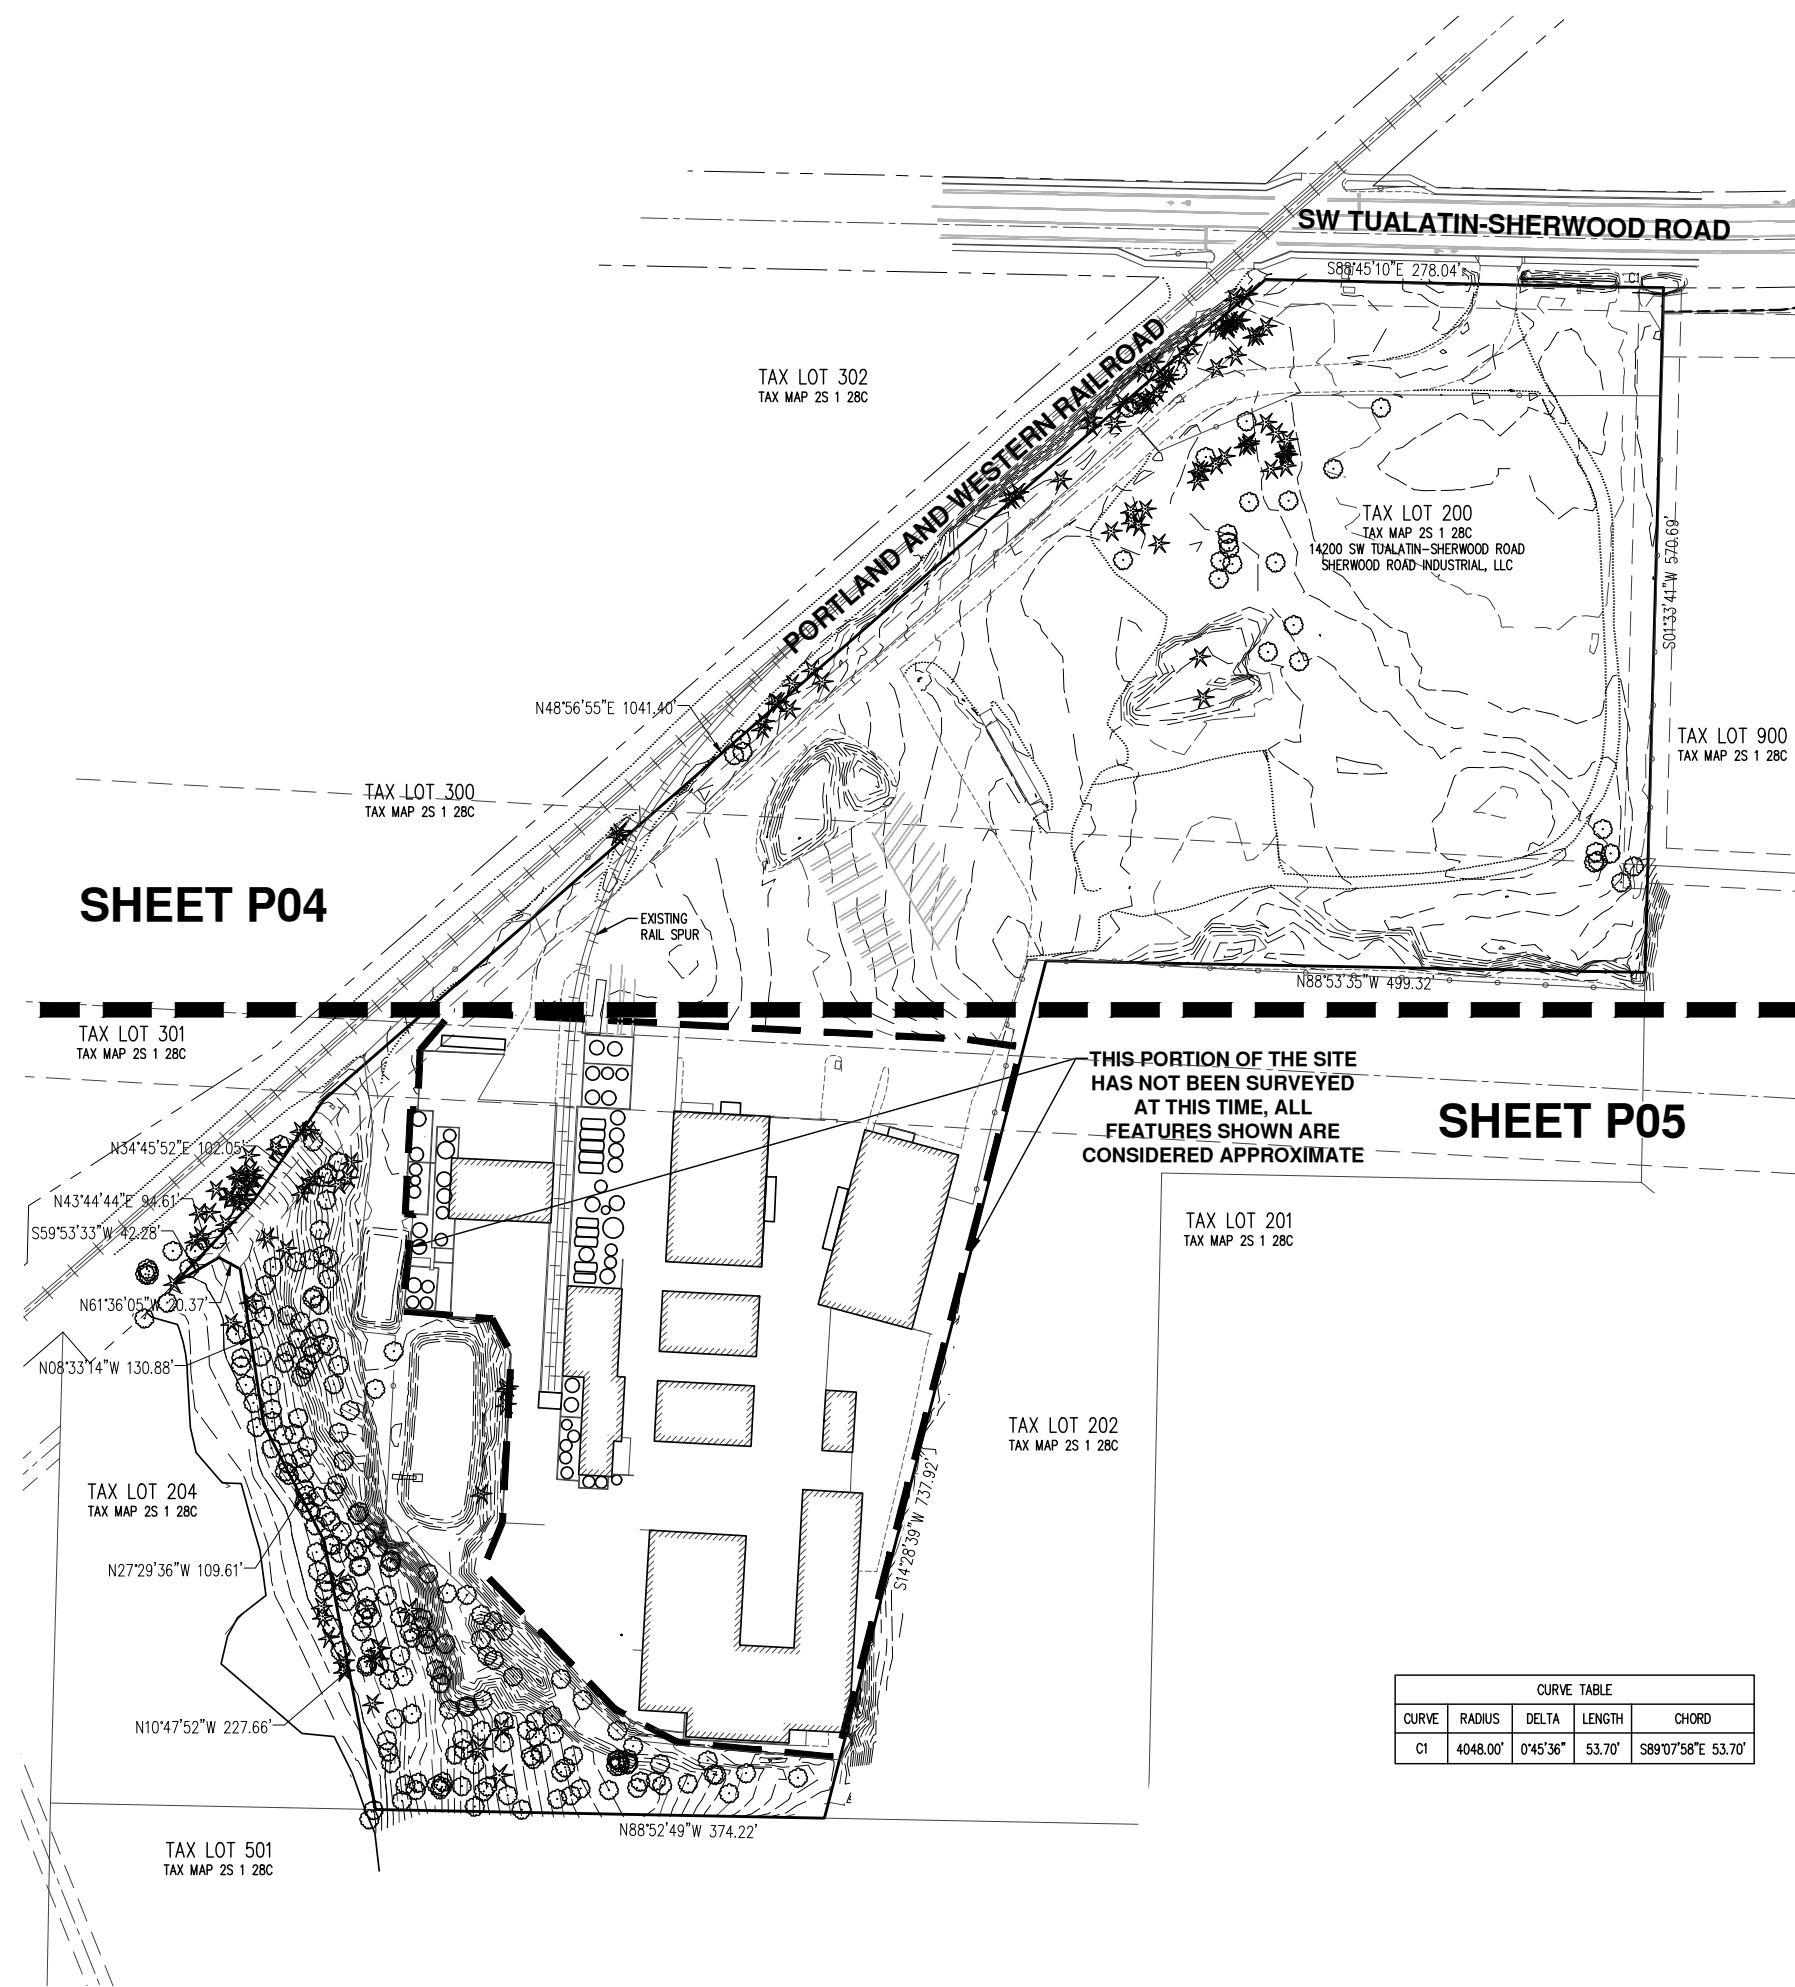 SW TUALATIN-SHERWOOD ROAD
S88°45'10"E 278.04'
C1
PORTLAND AND WESTERN RAILROAD
TAX LOT 302
TAX MAP 2S 1 28C
TAX LOT 200
TAX MAP 2S 1 28C
14200 SW TUALATIN-SHERWOOD ROAD
SHERWOOD ROAD INDUSTRIAL, LLC
S01°33'41"W 570.69'
N48°56'55"E 1041.40'
TAX LOT 900
TAX MAP 2S 1 28C
TAX LOT 300
TAX MAP 2S 1 28C
SHEET P04
EXISTING
RAIL SPUR
N88°53'35"W 499.32'
TAX LOT 301
TAX MAP 2S 1 28C
THIS PORTION OF THE SITE
HAS NOT BEEN SURVEYED
AT THIS TIME, ALL
FEATURES SHOWN ARE
CONSIDERED APPROXIMATE
SHEET P05
N34°45'52"E 102.05'
N43°44'44"E 94.61'
S59°53'33"W 42.28'
N61°36'05"W 20.37'
N08°33'14"W 130.88'
TAX LOT 201
TAX MAP 2S 1 28C
TAX LOT 202
TAX MAP 2S 1 28C
S14°28'39"W 737.92'
TAX LOT 204
TAX MAP 2S 1 28C
N27°29'36"W 109.61'
N10°47'52"W 227.66'
CURVE TABLE
CURVE RADIUS DELTA LENGTH CHORD
C1 4048.00' 0°45'36" 53.70' S89°07'58"E 53.70'
N88°52'49"W 374.22'
TAX LOT 501
TAX MAP 2S 1 28C